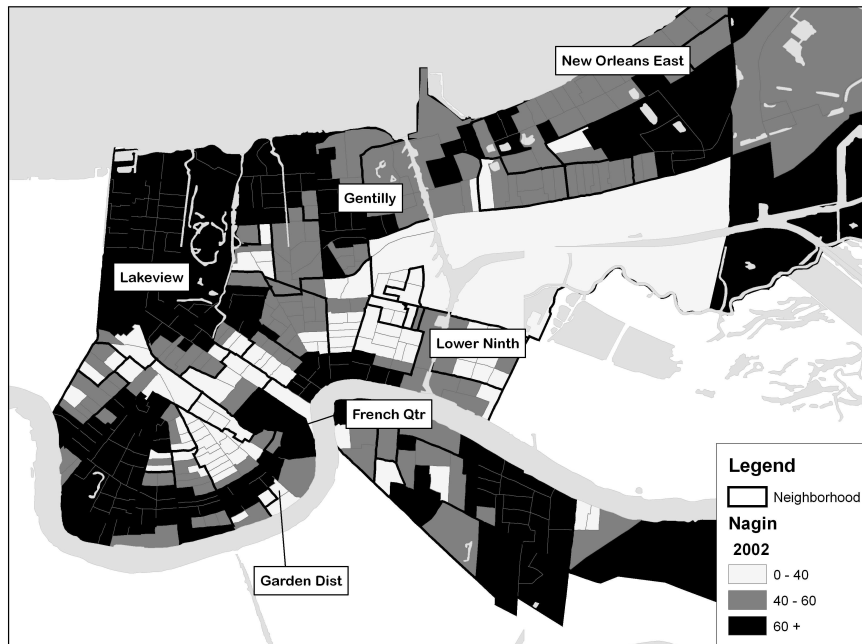 New Orleans East
Gentilly
Lakeview
Lower Ninth
French Qtr
Garden Dist
Legend
Neighborhood
Nagin
2002
0 - 40
40 - 60
60 +